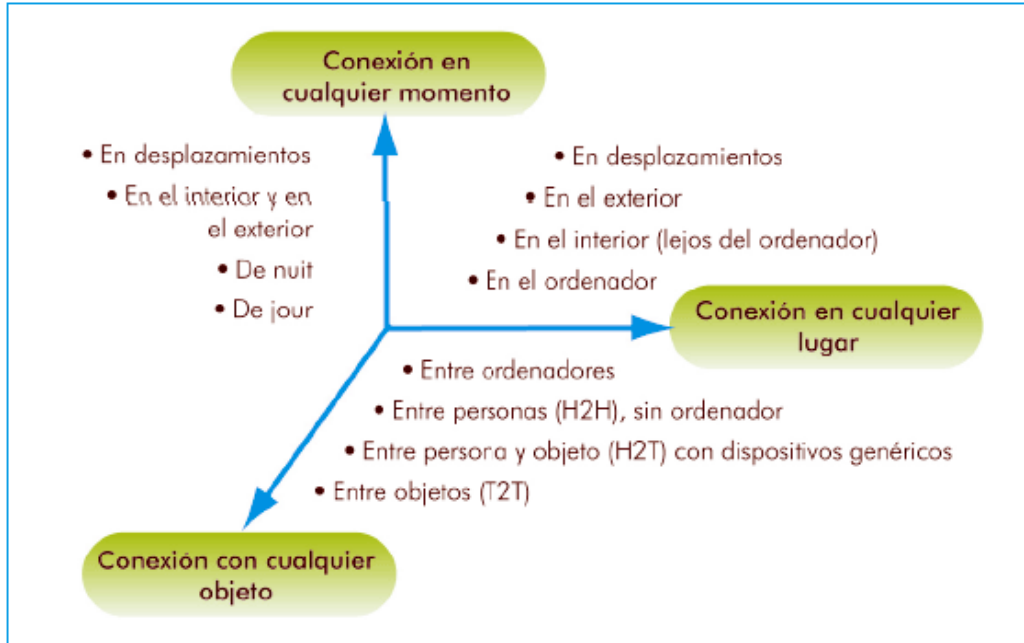 Conexión en
cualquier momento
• En desplazamientos
• En el interior y en
el exterior
• De nuit
• De jour
• En desplazamientos
• En el exterior
• En el interior (lejos del ordenador)
• En el ordenador
Conexión en cualquier
lugar
• Entre ordenadores
• Entre personas (H2H), sin ordenador
• Entre persona y objeto (H2T) con dispositivos genéricos
• Entre objetos (T2T)
Conexión con cualquier
objeto